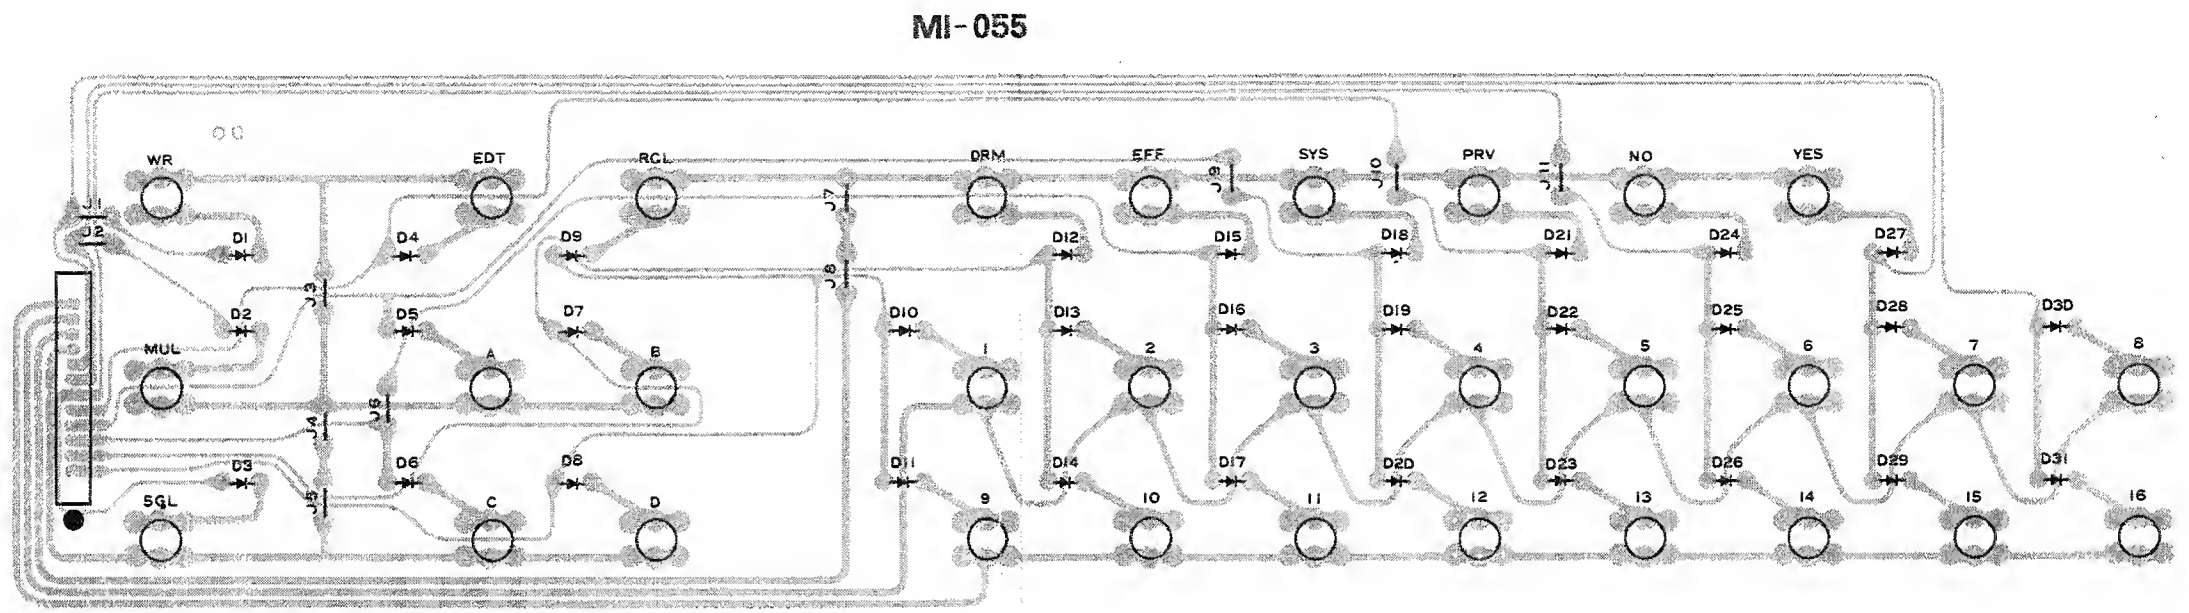 MI-055
WR EDT RCL DRM EFF SYS PRV NO YES
J1 J7 J9 J10 J11
J2 D1 D4 D9 D12 D15 D18 D21 D24 D27
J3 J8
D2 D5 D7 D10 D13 D16 D19 D22 D25 D28 D30
MUL A B 1 2 3 4 5 6 7 8
J4 J6
D3 D6 D8 D11 D14 D17 D20 D23 D26 D29 D31
SGL J5 C D 9 10 11 12 13 14 15 16